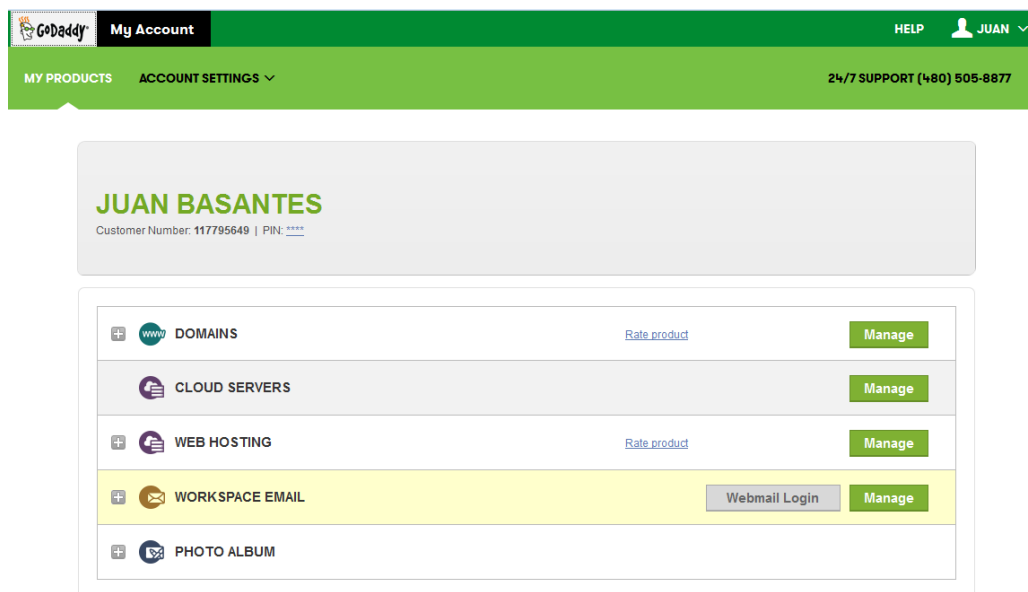 GoDaddy My Account HELP JUAN
MY PRODUCTS ACCOUNT SETTINGS 24/7 SUPPORT (480) 505-8877
JUAN BASANTES
Customer Number: 117795649 | PIN: ****
www DOMAINS Rate product Manage
CLOUD SERVERS Manage
WEB HOSTING Rate product Manage
WORKSPACE EMAIL Webmail Login Manage
PHOTO ALBUM